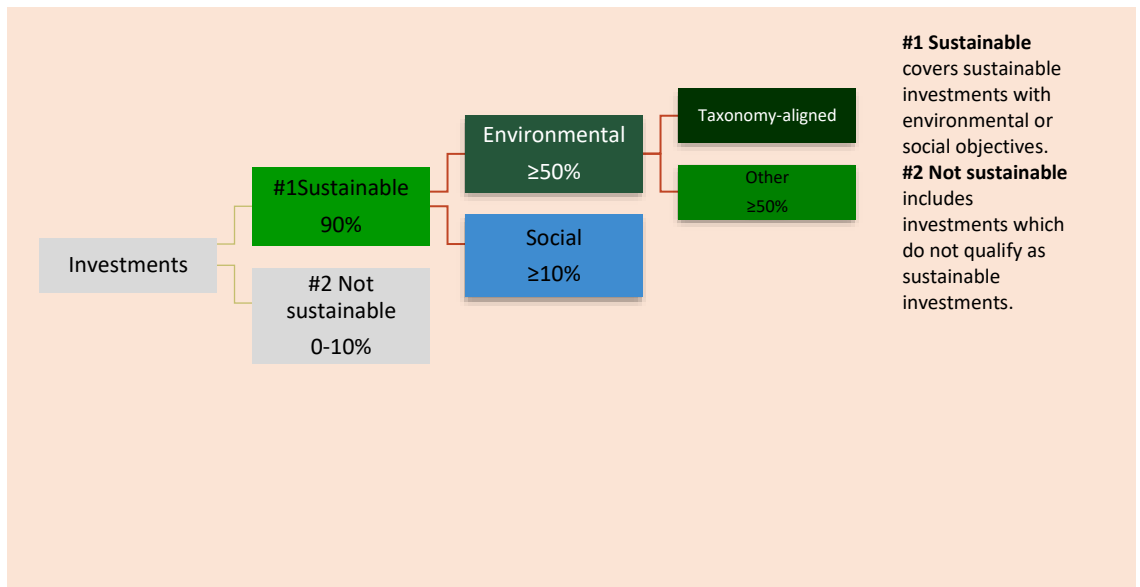 Investments
#1Sustainable
90%
#2 Not
sustainable
0-10%
Environmental
≥50%
Social
≥10%
Taxonomy-aligned
Other
≥50%
#1 Sustainable
covers sustainable
investments with
environmental or
social objectives.
#2 Not sustainable
includes
investments which
do not qualify as
sustainable
investments.